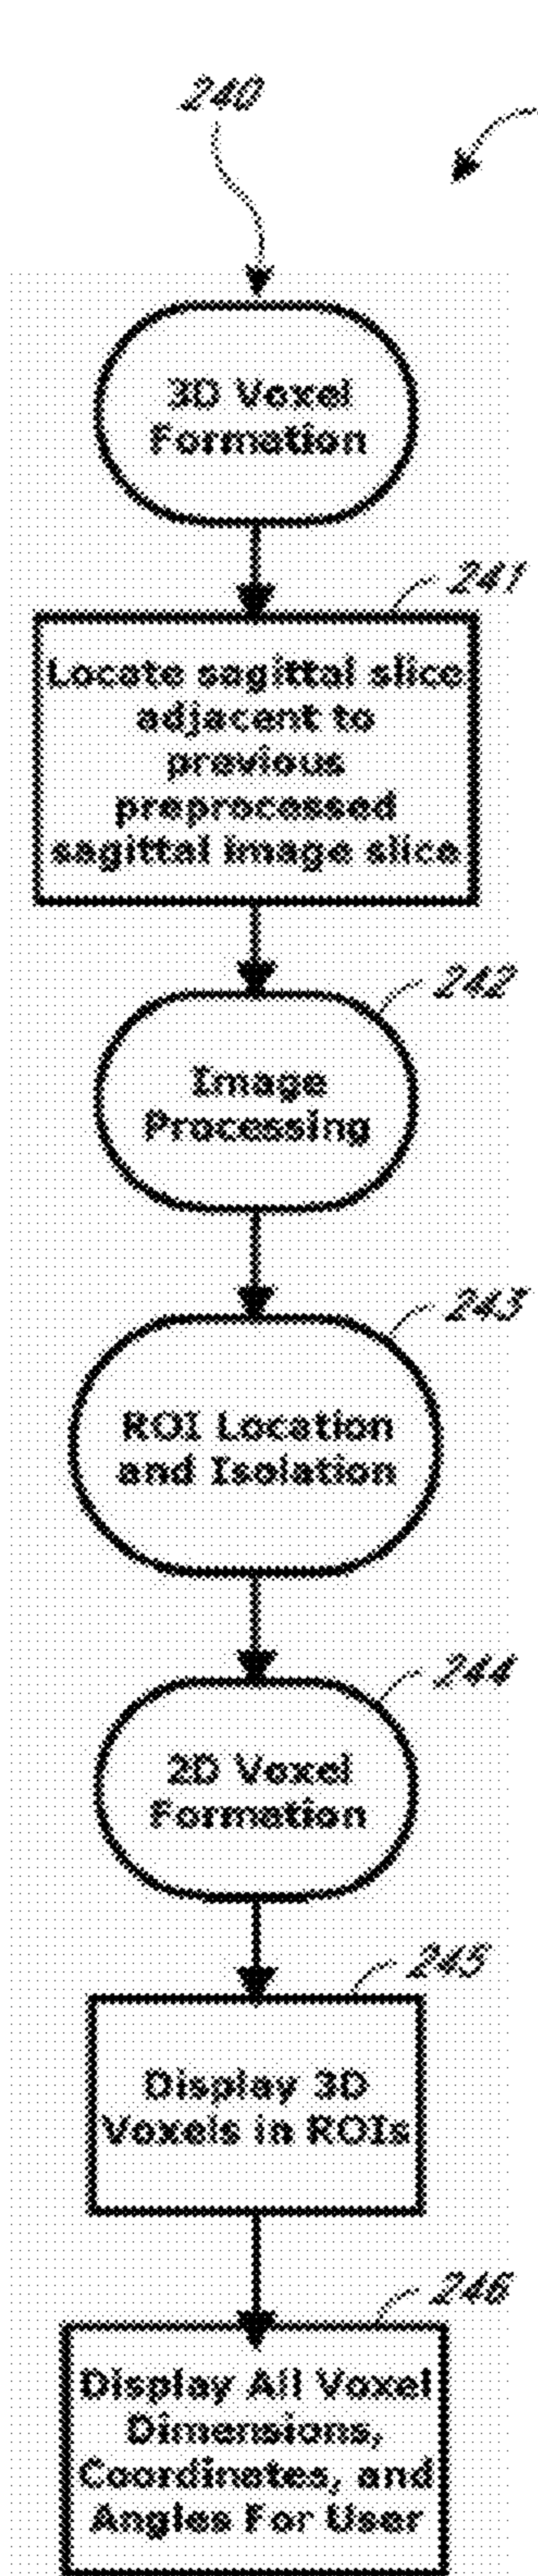 240
3D Voxel
Formation
241
Locate sagittal slice
adjacent to
previous
preprocessed
sagittal image slice
242
Image
Processing
243
ROI Location
and Isolation
244
2D Voxel
Formation
245
Display 3D
Voxels in ROIs
246
Display All Voxel
Dimensions,
Coordinates, and
Angles For User